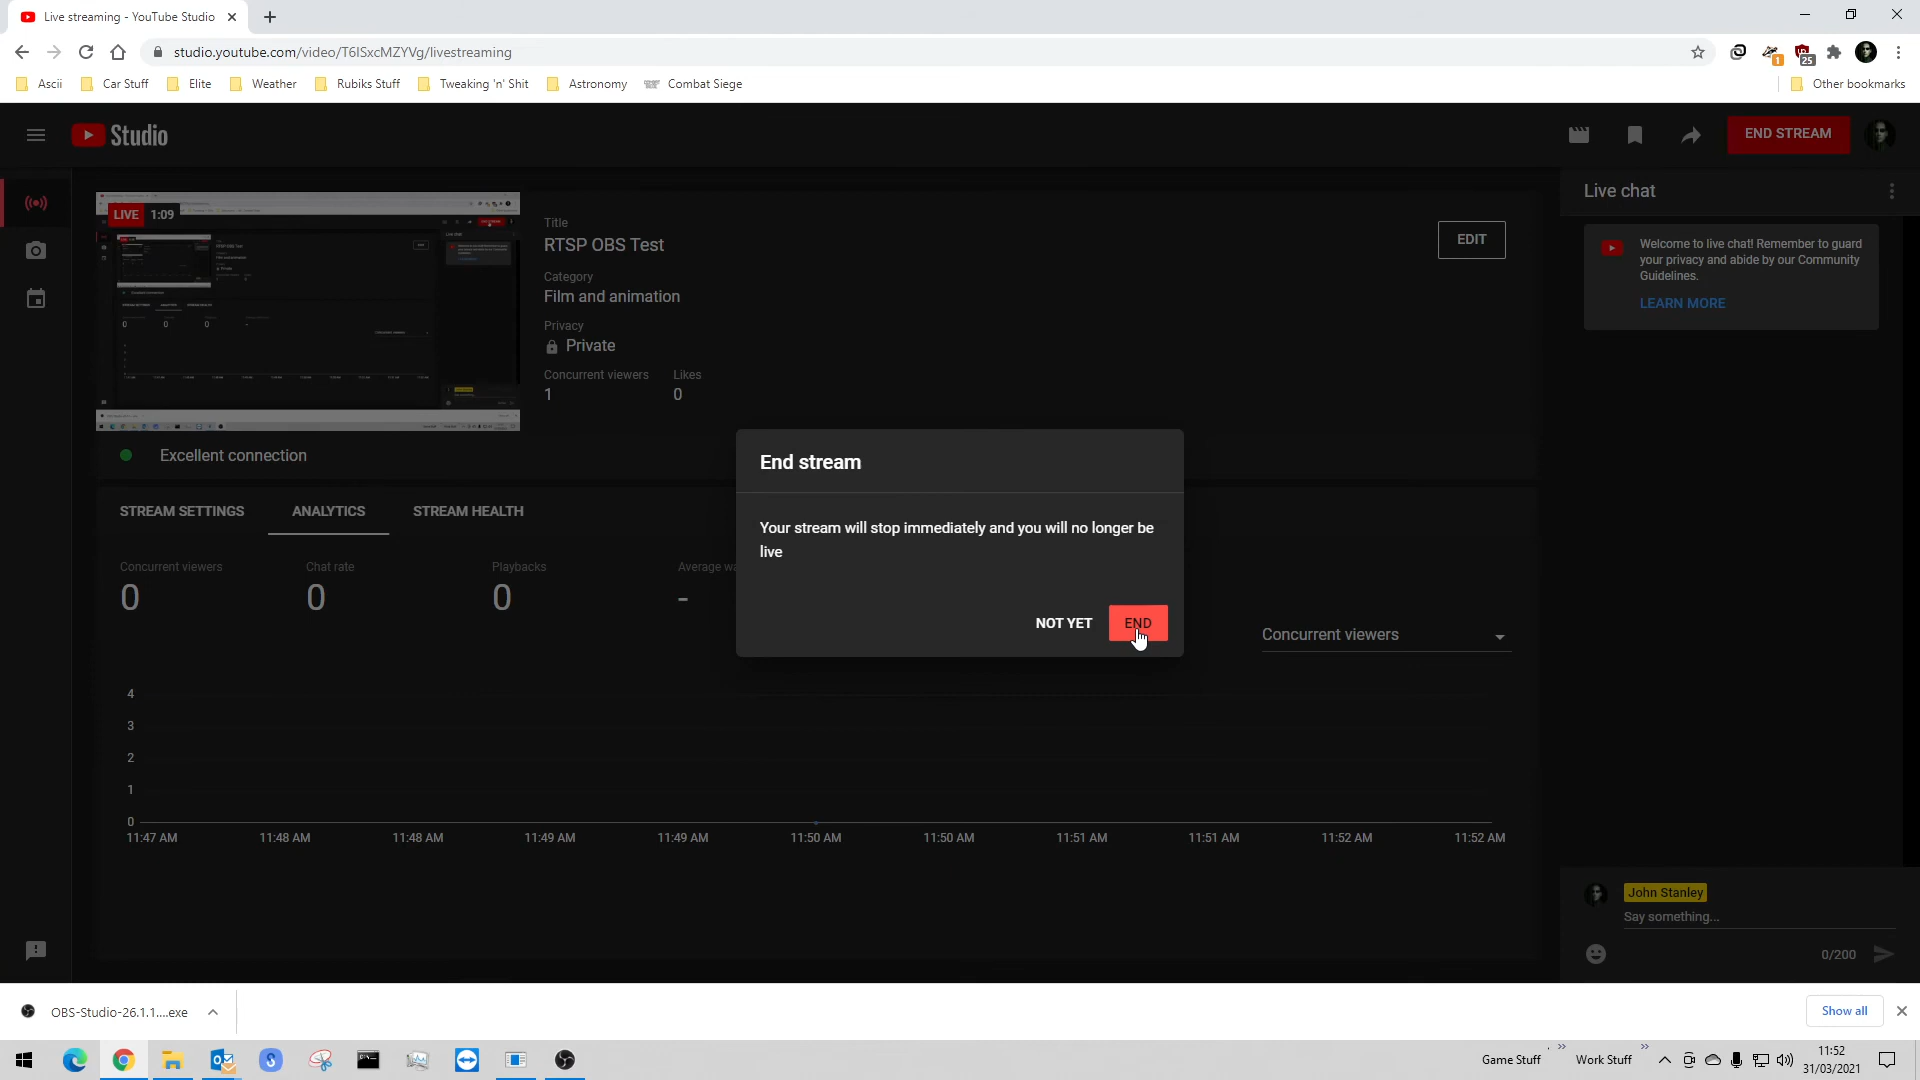 Live streaming - YouTube Studio
studio.youtube.com/video/T6ISxcMZYVg/livestreaming
1
25
Ascii
Car Stuff
Elite
Weather
Rubiks Stuff
Tweaking 'n' Shit
Astronomy
Combat Siege
Other bookmarks
Studio
END STREAM
LIVE 1:09
Title
RTSP OBS Test
EDIT
Category
Film and animation
Privacy
Private
Concurrent viewers Likes
1 0
Live chat
Welcome to live chat! Remember to guard
your privacy and abide by our Community
Guidelines.
LEARN MORE
Excellent connection
STREAM SETTINGS ANALYTICS STREAM HEALTH
Concurrent viewers Chat rate Playbacks Average wa
0 0 0 -
End stream
Your stream will stop immediately and you will no longer be
live
NOT YET END
Concurrent viewers
4
3
2
1
0
11:47 AM 11:48 AM 11:48 AM 11:49 AM 11:49 AM 11:50 AM 11:50 AM 11:51 AM 11:51 AM 11:52 AM 11:52 AM
John Stanley
Say something...
0/200
OBS-Studio-26.1.1....exe
Show all
Game Stuff
Work Stuff
11:52
31/03/2021